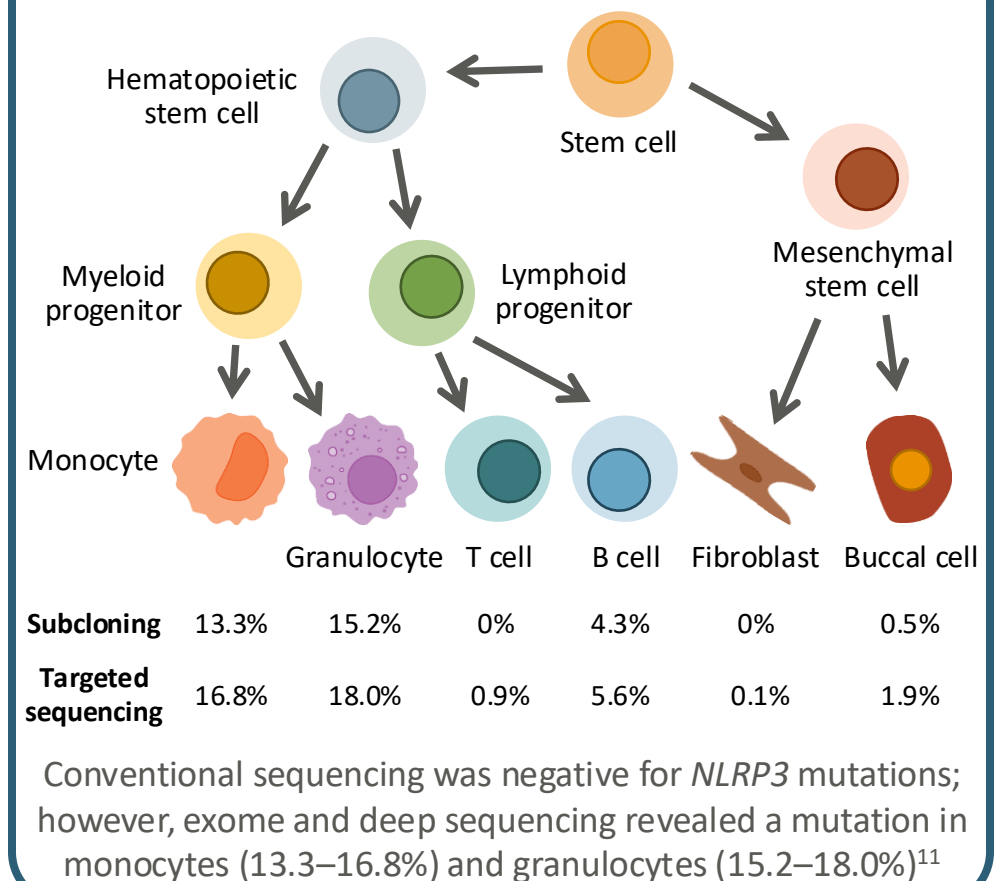 Hematopoietic
stem cell
Stem cell
Mesenchymal
stem cell
Myeloid
progenitor
Lymphoid
progenitor
Monocyte
Granulocyte T cell B cell Fibroblast Buccal cell
Subcloning 13.3% 15.2% 0% 4.3% 0% 0.5%
Targeted
sequencing 16.8% 18.0% 0.9% 5.6% 0.1% 1.9%
Conventional sequencing was negative for NLRP3 mutations;
however, exome and deep sequencing revealed a mutation in
monocytes (13.3–16.8%) and granulocytes (15.2–18.0%)¹¹